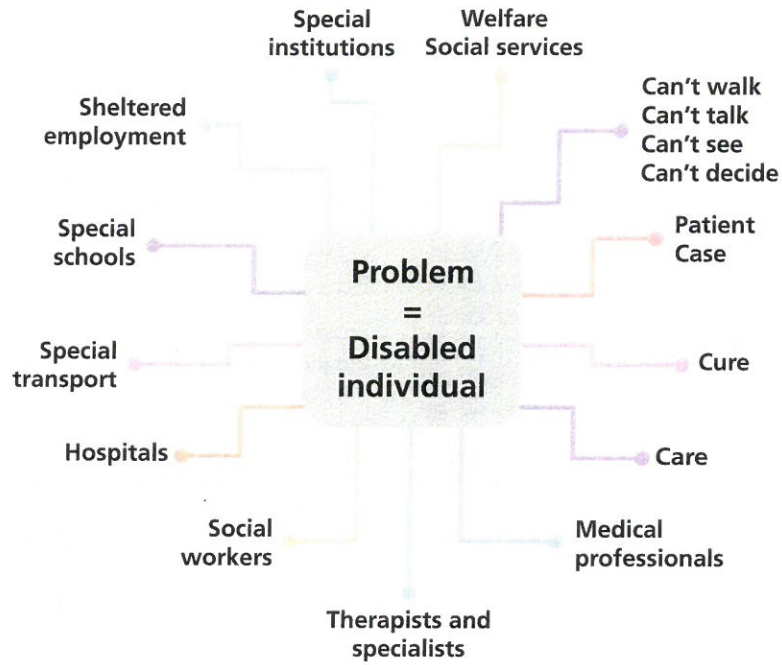 Special
institutions
Welfare
Social services
Can't walk
Can't talk
Can't see
Can't decide
Sheltered
employment
Special
schools
Patient
Case
Problem
=
Disabled
individual
Special
transport
Cure
Hospitals
Care
Social
workers
Medical
professionals
Therapists and
specialists